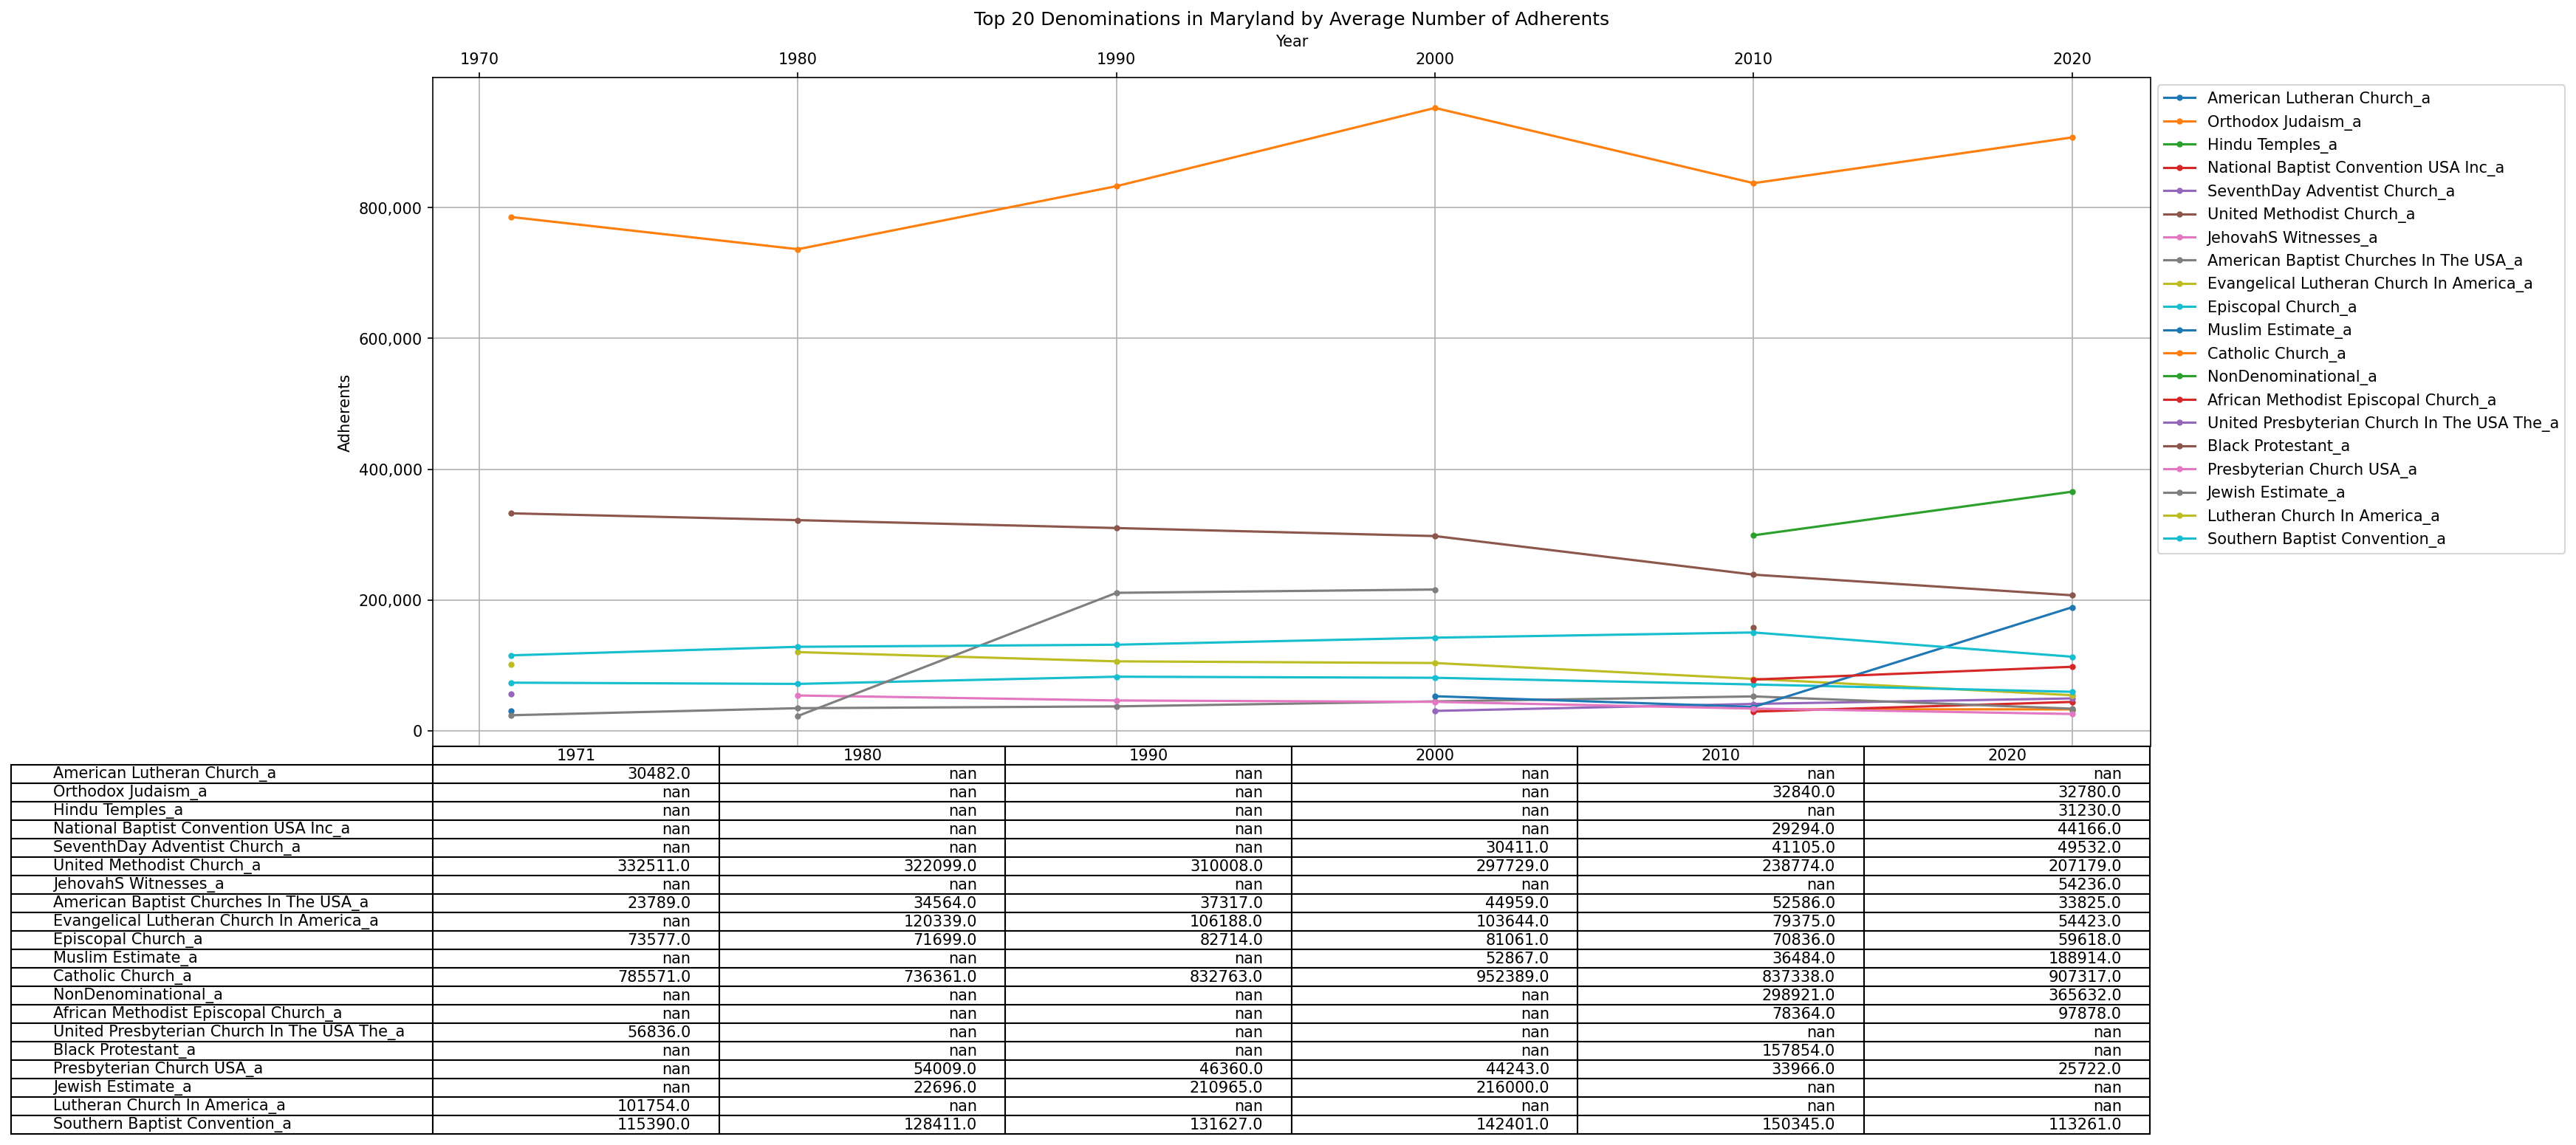 Top 20 Denominations in Maryland by Average Number of Adherents
Year
1970 1980 1990 2000 2010 2020
800,000
600,000
400,000
200,000
0
Adherents
American Lutheran Church_a
Orthodox Judaism_a
Hindu Temples_a
National Baptist Convention USA Inc_a
SeventhDay Adventist Church_a
United Methodist Church_a
JehovahS Witnesses_a
American Baptist Churches In The USA_a
Evangelical Lutheran Church In America_a
Episcopal Church_a
Muslim Estimate_a
Catholic Church_a
NonDenominational_a
African Methodist Episcopal Church_a
United Presbyterian Church In The USA The_a
Black Protestant_a
Presbyterian Church USA_a
Jewish Estimate_a
Lutheran Church In America_a
Southern Baptist Convention_a
1971 1980 1990 2000 2010 2020
American Lutheran Church_a 30482.0 nan nan nan nan nan
Orthodox Judaism_a nan nan nan nan 32840.0 32780.0
Hindu Temples_a nan nan nan nan nan 31230.0
National Baptist Convention USA Inc_a nan nan nan nan 29294.0 44166.0
SeventhDay Adventist Church_a nan nan nan 30411.0 41105.0 49532.0
United Methodist Church_a 332511.0 322099.0 310008.0 297729.0 238774.0 207179.0
JehovahS Witnesses_a nan nan nan nan nan 54236.0
American Baptist Churches In The USA_a 23789.0 34564.0 37317.0 44959.0 52586.0 33825.0
Evangelical Lutheran Church In America_a nan 120339.0 106188.0 103644.0 79375.0 54423.0
Episcopal Church_a 73577.0 71699.0 82714.0 81061.0 70836.0 59618.0
Muslim Estimate_a nan nan nan 52867.0 36484.0 188914.0
Catholic Church_a 785571.0 736361.0 832763.0 952389.0 837338.0 907317.0
NonDenominational_a nan nan nan nan 298921.0 365632.0
African Methodist Episcopal Church_a nan nan nan nan 78364.0 97878.0
United Presbyterian Church In The USA The_a 56836.0 nan nan nan nan nan
Black Protestant_a nan nan nan nan 157854.0 nan
Presbyterian Church USA_a nan 54009.0 46360.0 44243.0 33966.0 25722.0
Jewish Estimate_a nan 22696.0 210965.0 216000.0 nan nan
Lutheran Church In America_a 101754.0 nan nan nan nan nan
Southern Baptist Convention_a 115390.0 128411.0 131627.0 142401.0 150345.0 113261.0